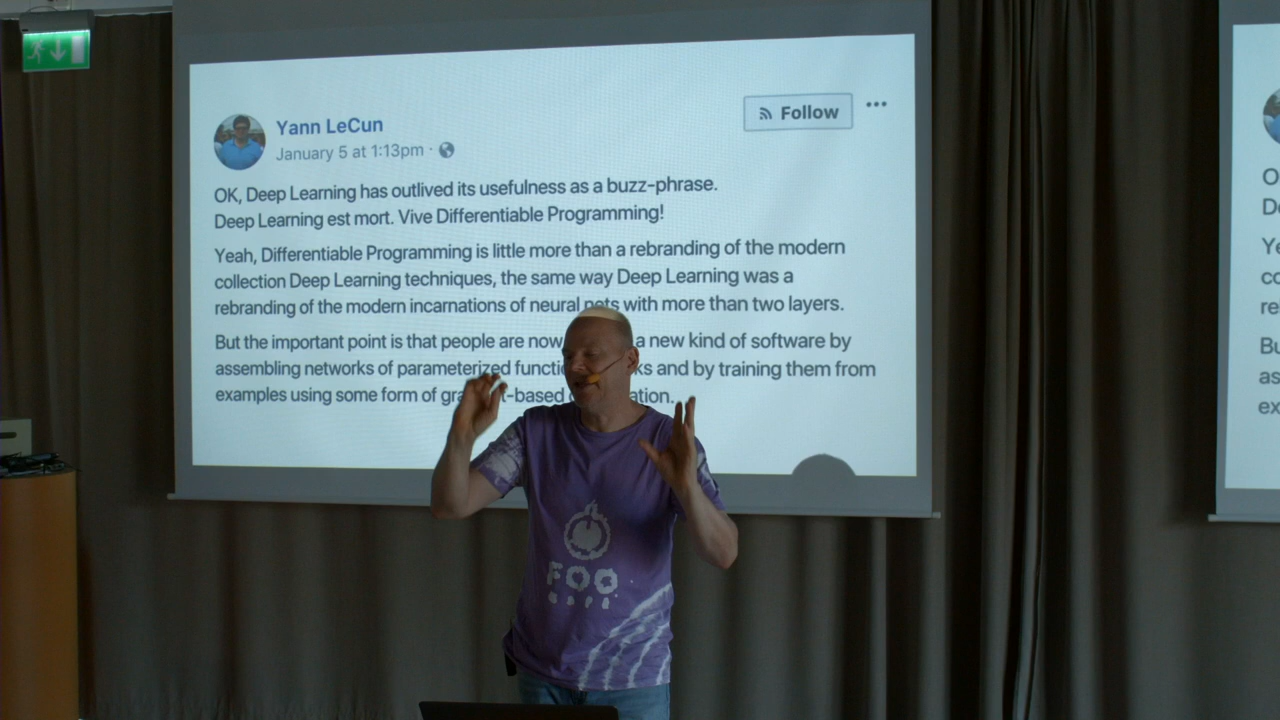 Yann LeCun
January 5 at 1:13pm ·
Follow
OK, Deep Learning has outlived its usefulness as a buzz-phrase.
Deep Learning est mort. Vive Differentiable Programming!
Yeah, Differentiable Programming is little more than a rebranding of the modern
collection Deep Learning techniques, the same way Deep Learning was a
rebranding of the modern incarnations of neural nets with more than two layers.
But the important point is that people are now a new kind of software by
assembling networks of parameterized and by training them from
examples using some form of -based
FOO